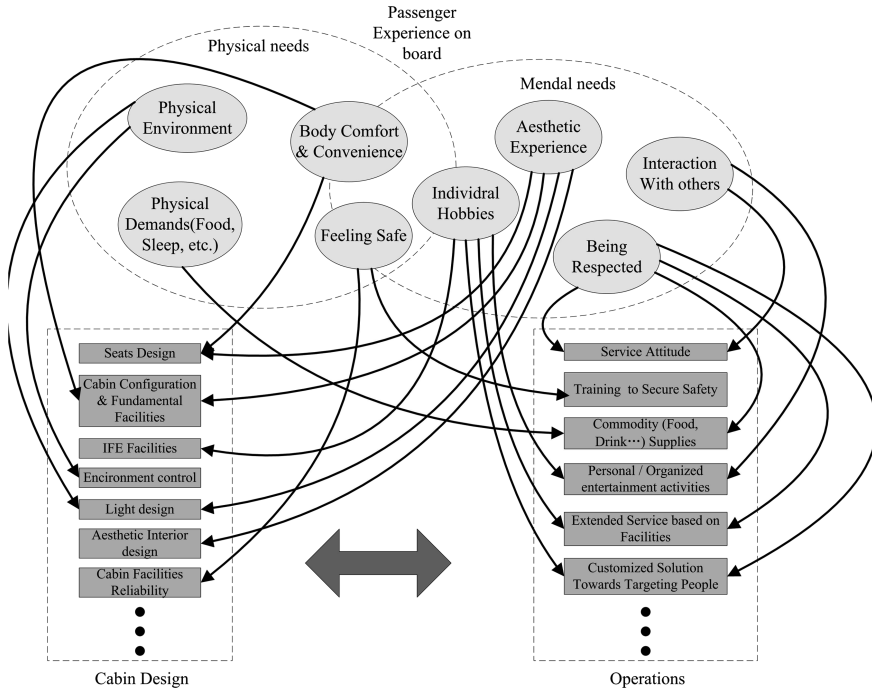 Passenger
Experience on
board
Physical needs
Mendal needs
Physical
Environment
Body Comfort
& Convenience
Aesthetic
Experience
Interaction
With others
Physical
Demands(Food,
Sleep, etc.)
Feeling Safe
Individral
Hobbies
Being
Respected
Seats Design
Cabin Configuration
& Fundamental
Facilities
IFE Facilities
Encironment control
Light design
Aesthetic Interior
design
Cabin Facilities
Reliability
Cabin Design
Service Attitude
Training to Secure Safety
Commodity (Food,
Drink···) Supplies
Personal / Organized
entertainment activities
Extended Service based on
Facilities
Customized Solution
Towards Targeting People
Operations